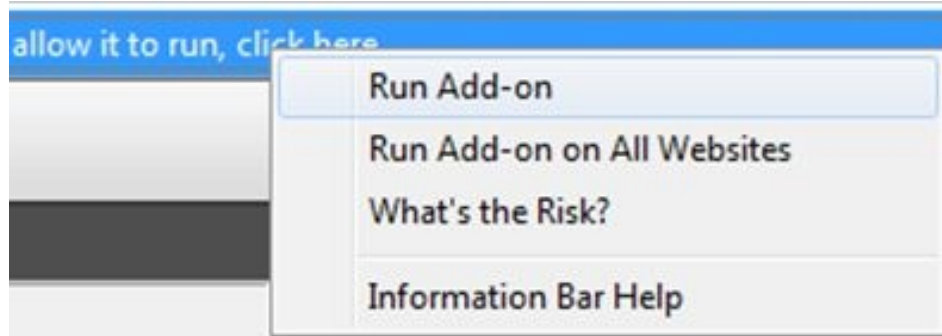 allow it to run, click here
Run Add-on
Run Add-on on All Websites
What's the Risk?
Information Bar Help